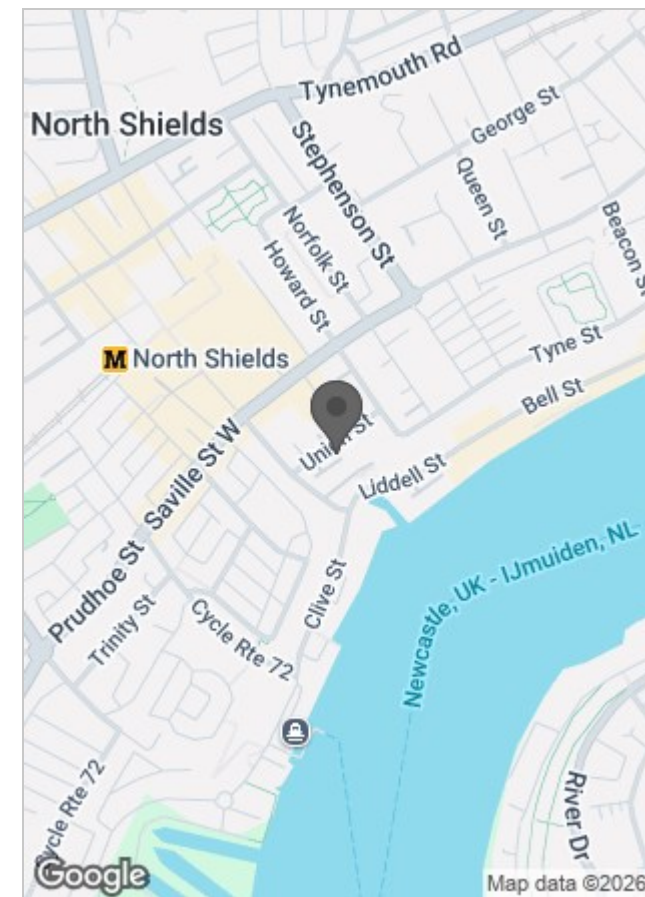 Tynemouth Rd
North Shields
George St
Stephenson St
Queen St
Norfolk St
Beacon St
Howard St
M North Shields
Tyne St
Bell St
Union St
Saville St W
Liddell St
Prudhoe St
Clive St
Newcastle, UK - IJmuiden, NL
Trinity St
Cycle Rte 72
Cycle Rte 72
River Dr
Google
Map data ©2026